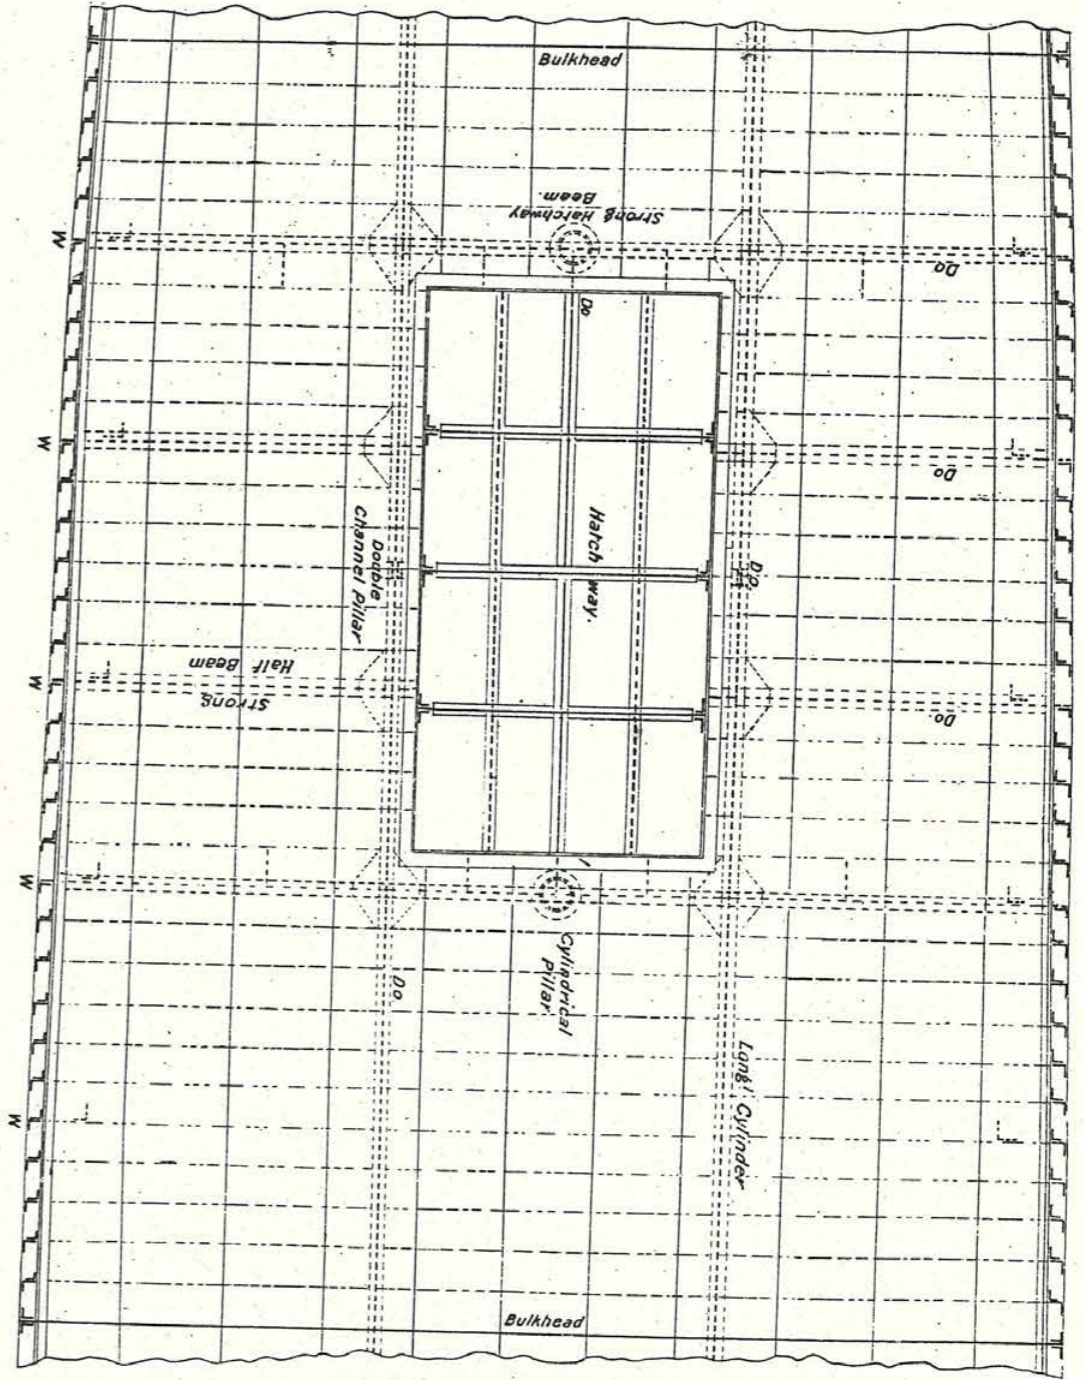 Bulkhead
Strong Hatchway
Beam.
Do
W
Do
W
Do
Hatch way.
Double
Channel Pillar
Do.
Strong
Half Beam
W
Do.
W
Cylindrical
Pillar
Do.
Long! Cylinder
W
Bulkhead